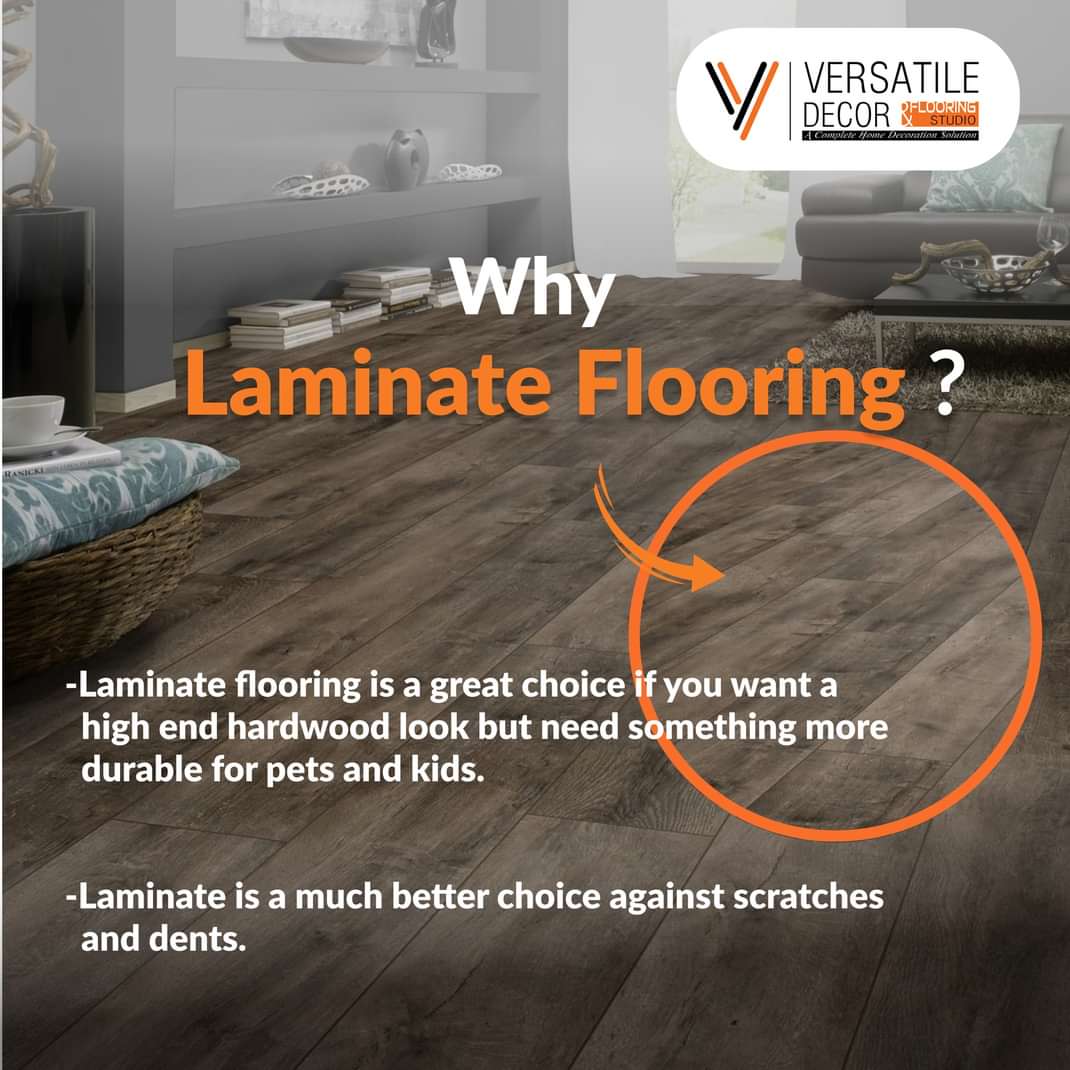 VERSATILE
DECOR & FLOORING STUDIO
A Complete Home Decoration Solution
Why
Laminate Flooring ?
RANICKI
-Laminate flooring is a great choice if you want a
high end hardwood look but need something more
durable for pets and kids.
-Laminate is a much better choice against scratches
and dents.